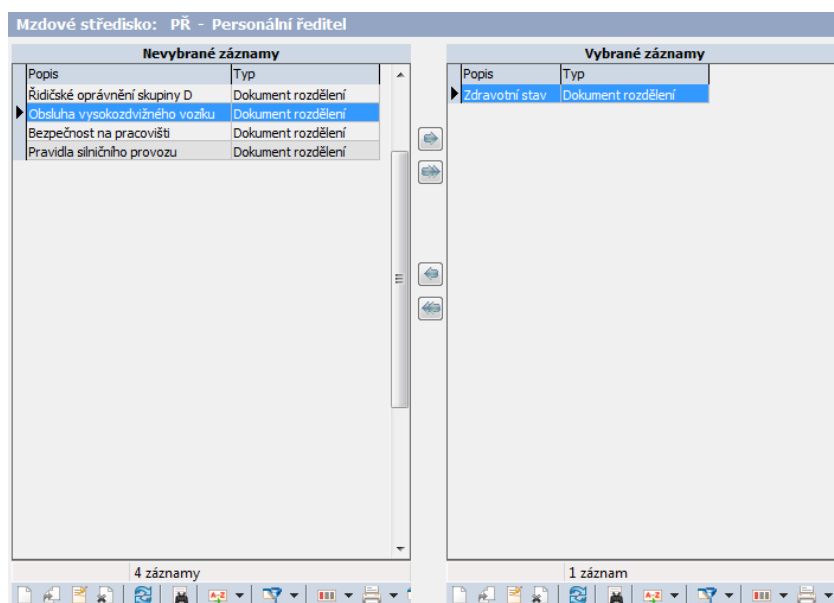 Mzdové středisko: PŘ - Personální ředitel
Nevybrané záznamy
Popis Typ
Řidičské oprávnění skupiny D Dokument rozdělení
Obsluha vysokozdvižného vozíku Dokument rozdělení
Bezpečnost na pracovišti Dokument rozdělení
Pravidla silničního provozu Dokument rozdělení
4 záznamy
Vybrané záznamy
Popis Typ
Zdravotní stav Dokument rozdělení
1 záznam